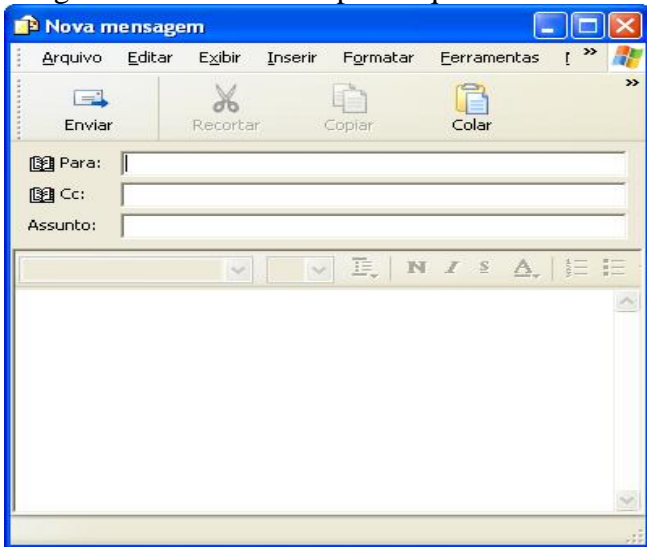 Nova mensagem
Arquivo Editar Exibir Inserir Formatar Ferramentas »
Enviar Recortar Copiar Colar »
Para:
Cc:
Assunto:
N I S A